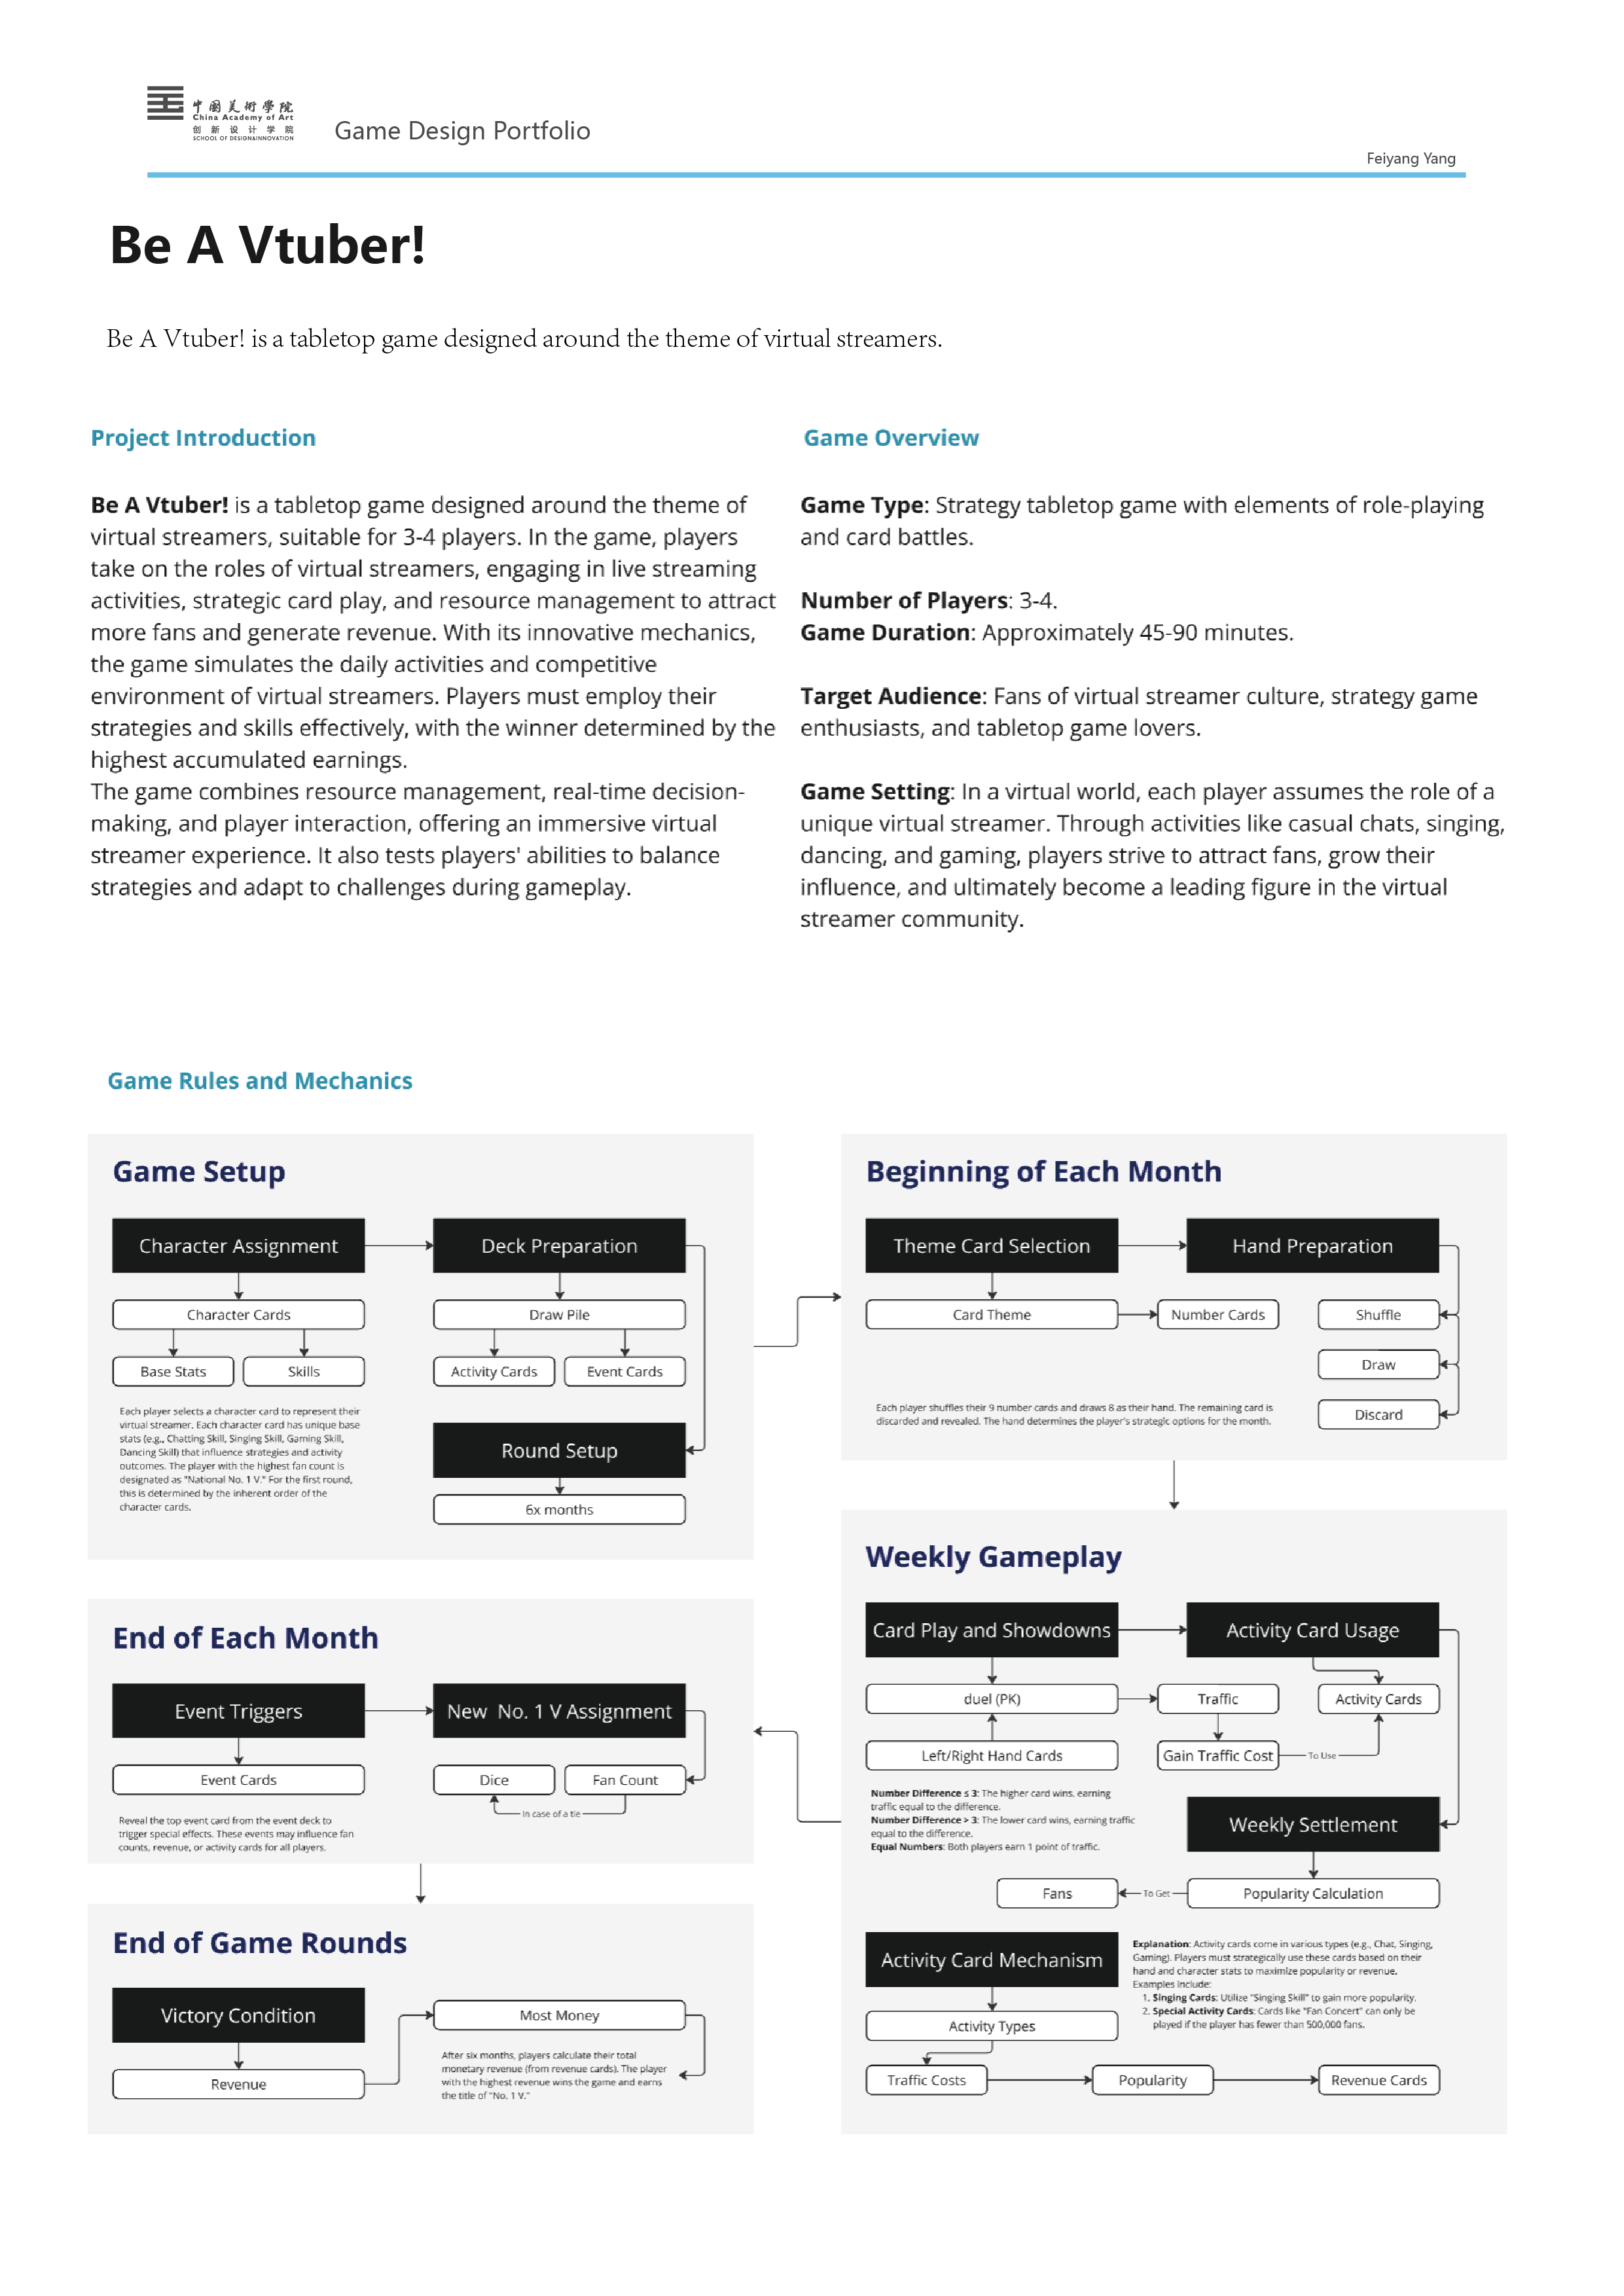 中國美術學院
China Academy of Art
创新设计学院
SCHOOL OF DESIGN&INNOVATION
Game Design Portfolio
Feiyang Yang
Be A Vtuber!
Be A Vtuber! is a tabletop game designed around the theme of virtual streamers.
Project Introduction
Be A Vtuber! is a tabletop game designed around the theme of
virtual streamers, suitable for 3-4 players. In the game, players
take on the roles of virtual streamers, engaging in live streaming
activities, strategic card play, and resource management to attract
more fans and generate revenue. With its innovative mechanics,
the game simulates the daily activities and competitive
environment of virtual streamers. Players must employ their
strategies and skills effectively, with the winner determined by the
highest accumulated earnings.
The game combines resource management, real-time decision-
making, and player interaction, offering an immersive virtual
streamer experience. It also tests players' abilities to balance
strategies and adapt to challenges during gameplay.
Game Overview
Game Type: Strategy tabletop game with elements of role-playing
and card battles.
Number of Players: 3-4.
Game Duration: Approximately 45-90 minutes.
Target Audience: Fans of virtual streamer culture, strategy game
enthusiasts, and tabletop game lovers.
Game Setting: In a virtual world, each player assumes the role of a
unique virtual streamer. Through activities like casual chats, singing,
dancing, and gaming, players strive to attract fans, grow their
influence, and ultimately become a leading figure in the virtual
streamer community.
Game Rules and Mechanics
Game Setup
Character Assignment
Deck Preparation
Character Cards
Draw Pile
Base Stats
Skills
Activity Cards
Event Cards
Each player selects a character card to represent their
virtual streamer. Each character card has unique base
stats (e.g., Chatting Skill, Singing Skill, Gaming Skill,
Dancing Skill) that influence strategies and activity
outcomes. The player with the highest fan count is
designated as "National No. 1 V." For the first round,
this is determined by the inherent order of the
character cards.
Round Setup
6x months
Beginning of Each Month
Theme Card Selection
Hand Preparation
Card Theme
Number Cards
Shuffle
Draw
Discard
Each player shuffles their 9 number cards and draws 8 as their hand. The remaining card is
discarded and revealed. The hand determines the player's strategic options for the month.
Weekly Gameplay
Card Play and Showdowns
Activity Card Usage
duel (PK)
Traffic
Activity Cards
Left/Right Hand Cards
Gain Traffic Cost
To Use
Number Difference ≤ 3: The higher card wins, earning
traffic equal to the difference.
Number Difference > 3: The lower card wins, earning traffic
equal to the difference.
Equal Numbers: Both players earn 1 point of traffic.
Weekly Settlement
Fans
To Get
Popularity Calculation
Activity Card Mechanism
Explanation: Activity cards come in various types (e.g., Chat, Singing,
Gaming). Players must strategically use these cards based on their
hand and character stats to maximize popularity or revenue.
Examples include:
1. Singing Cards: Utilize "Singing Skill" to gain more popularity.
2. Special Activity Cards: Cards like "Fan Concert" can only be
played if the player has fewer than 500,000 fans.
Activity Types
Traffic Costs
Popularity
Revenue Cards
End of Each Month
Event Triggers
New No. 1 V Assignment
Event Cards
Dice
Fan Count
In case of a tie
Reveal the top event card from the event deck to
trigger special effects. These events may influence fan
counts, revenue, or activity cards for all players.
End of Game Rounds
Victory Condition
Most Money
Revenue
After six months, players calculate their total
monetary revenue (from revenue cards). The player
with the highest revenue wins the game and earns
the title of "No. 1 V."